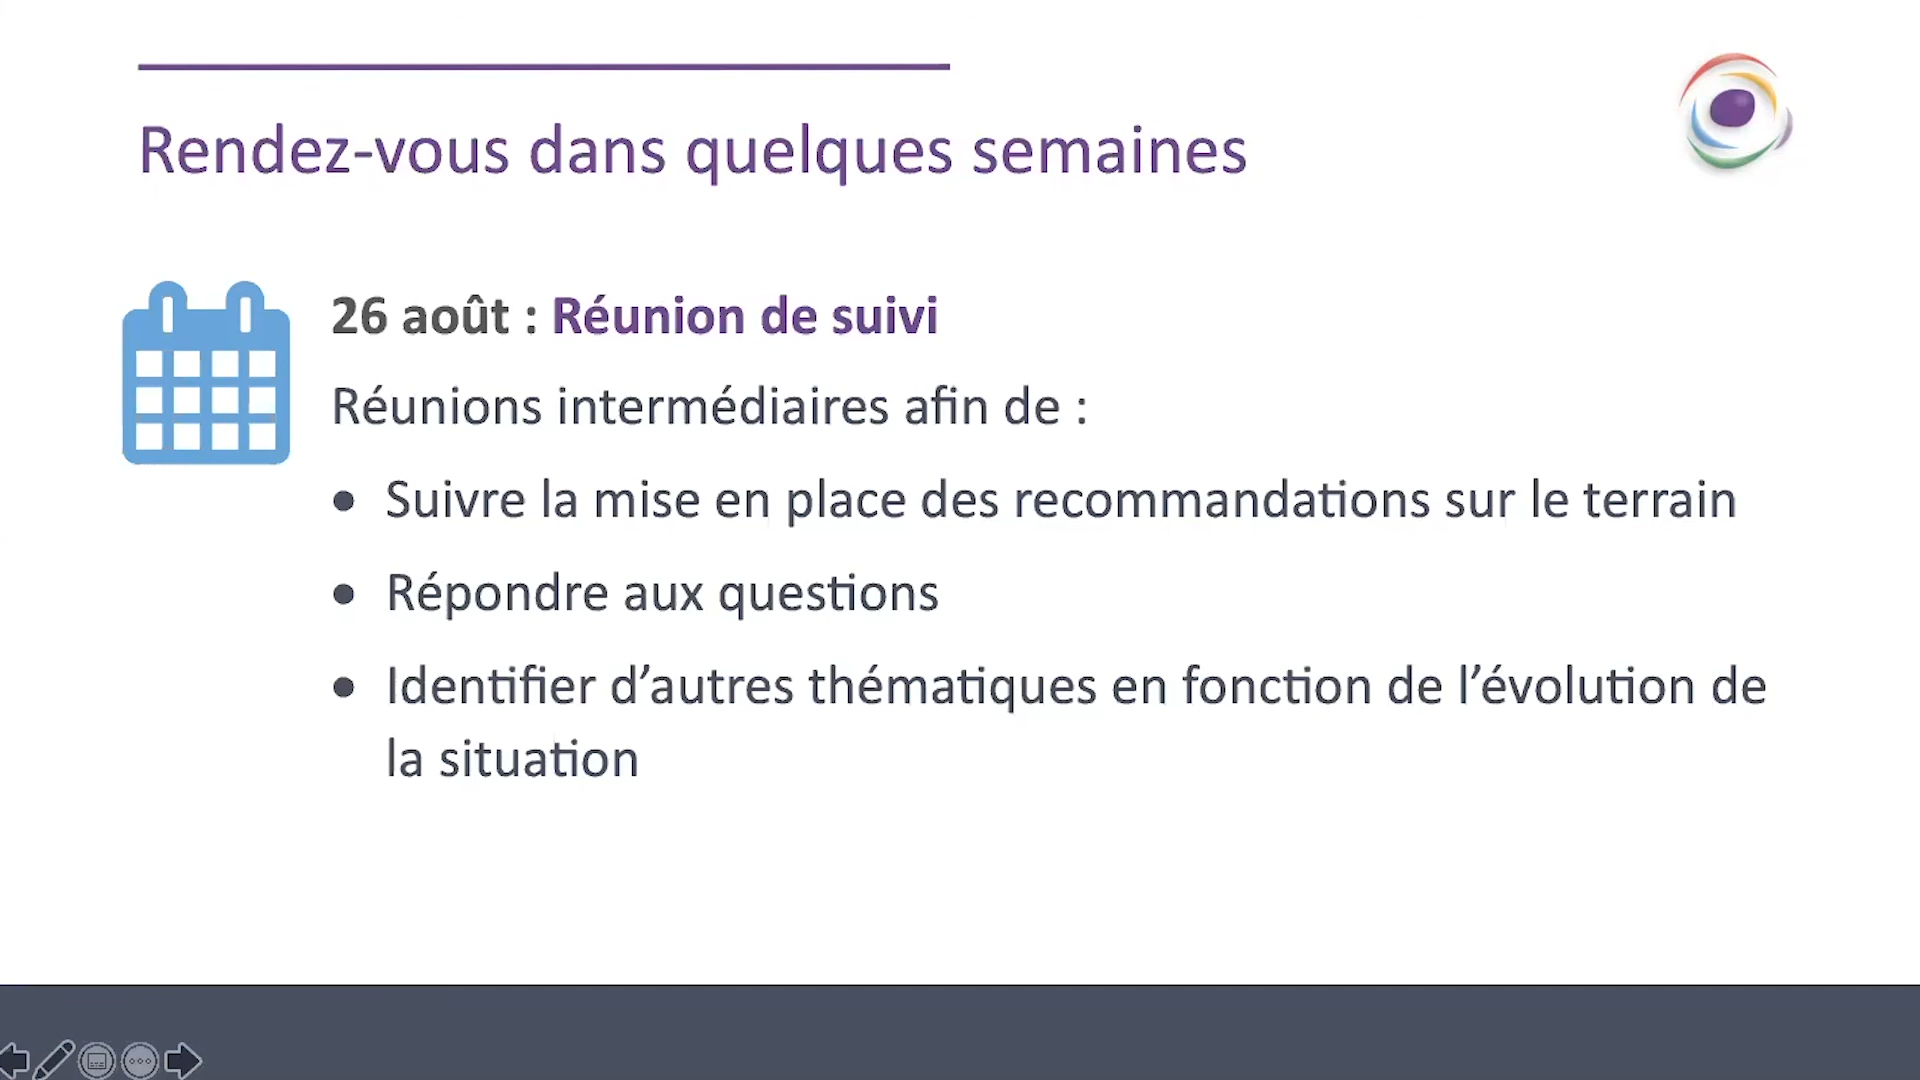 Rendez-vous dans quelques semaines
26 août : Réunion de suivi
Réunions intermédiaires afin de :
• Suivre la mise en place des recommandations sur le terrain
• Répondre aux questions
• Identifier d’autres thématiques en fonction de l’évolution de
la situation